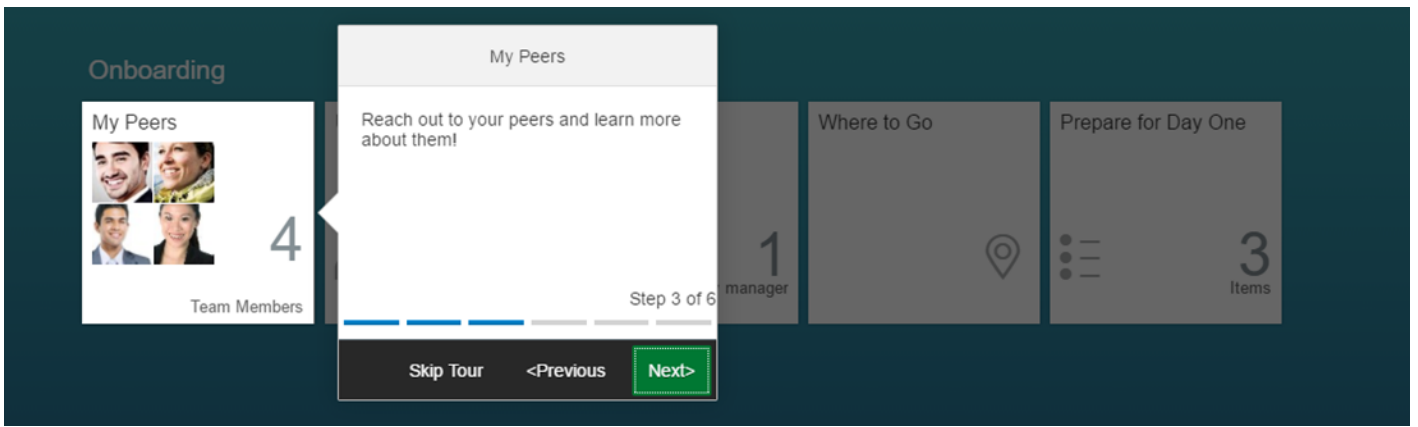 Onboarding
My Peers
4
Team Members
My Peers
Reach out to your peers and learn more
about them!
Step 3 of 6
Skip Tour
<Previous
Next>
1
manager
Where to Go
Prepare for Day One
3
Items